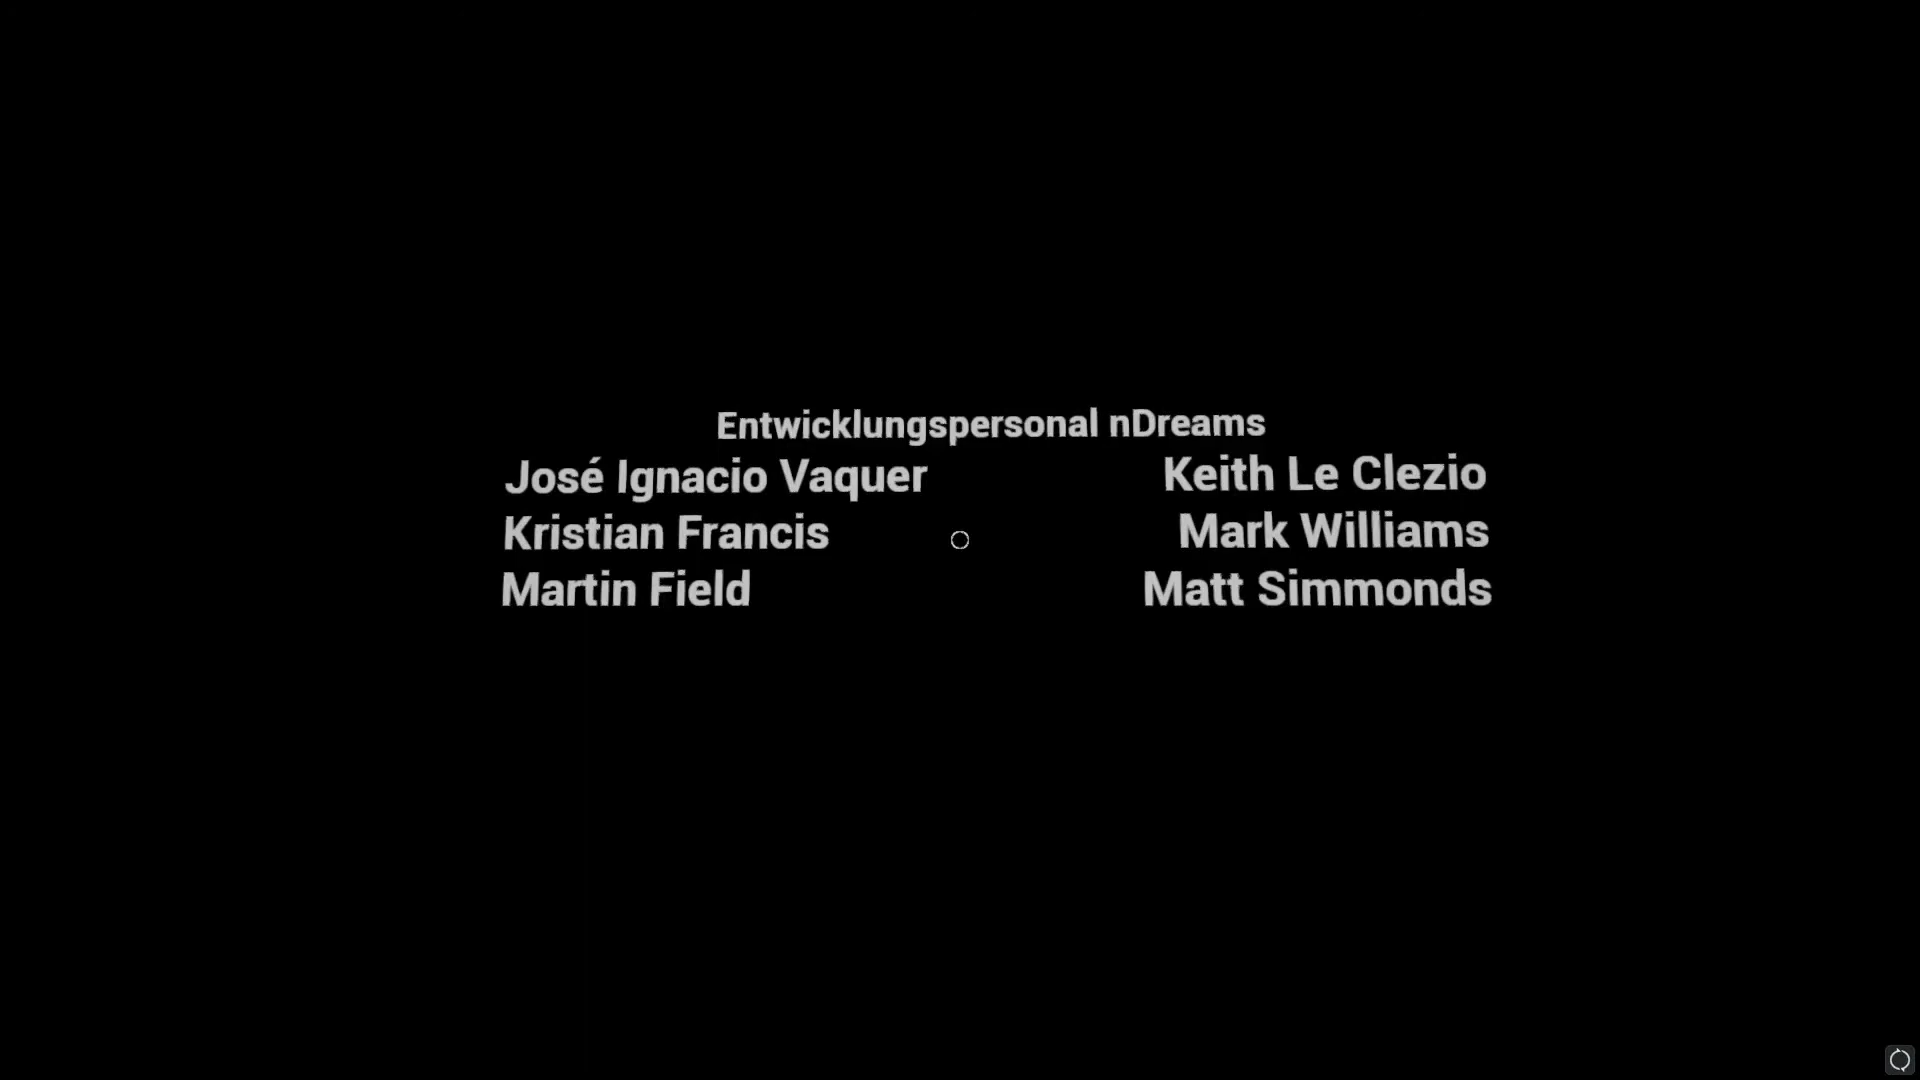 Entwicklungspersonal nDreams
José Ignacio Vaquer Keith Le Clezio
Kristian Francis Mark Williams
Martin Field Matt Simmonds